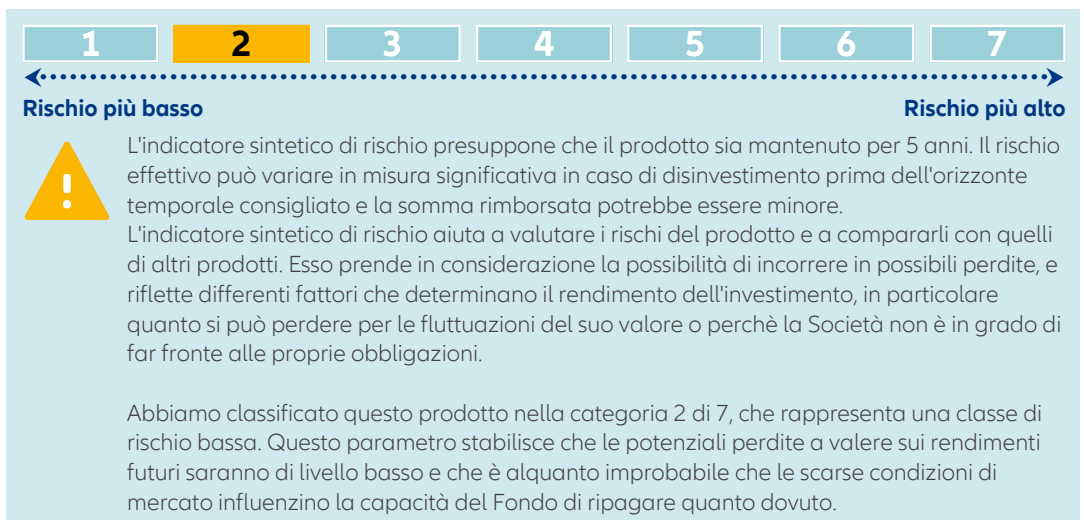 1 2 3 4 5 6 7
Rischio più basso Rischio più alto
L'indicatore sintetico di rischio presuppone che il prodotto sia mantenuto per 5 anni. Il rischio
effettivo può variare in misura significativa in caso di disinvestimento prima dell'orizzonte
temporale consigliato e la somma rimborsata potrebbe essere minore.
L'indicatore sintetico di rischio aiuta a valutare i rischi del prodotto e a compararli con quelli
di altri prodotti. Esso prende in considerazione la possibilità di incorrere in possibili perdite, e
riflette differenti fattori che determinano il rendimento dell'investimento, in particolare
quanto si può perdere per le fluttuazioni del suo valore o perchè la Società non è in grado di
far fronte alle proprie obbligazioni.
Abbiamo classificato questo prodotto nella categoria 2 di 7, che rappresenta una classe di
rischio bassa. Questo parametro stabilisce che le potenziali perdite a valere sui rendimenti
futuri saranno di livello basso e che è alquanto improbabile che le scarse condizioni di
mercato influenzino la capacità del Fondo di ripagare quanto dovuto.